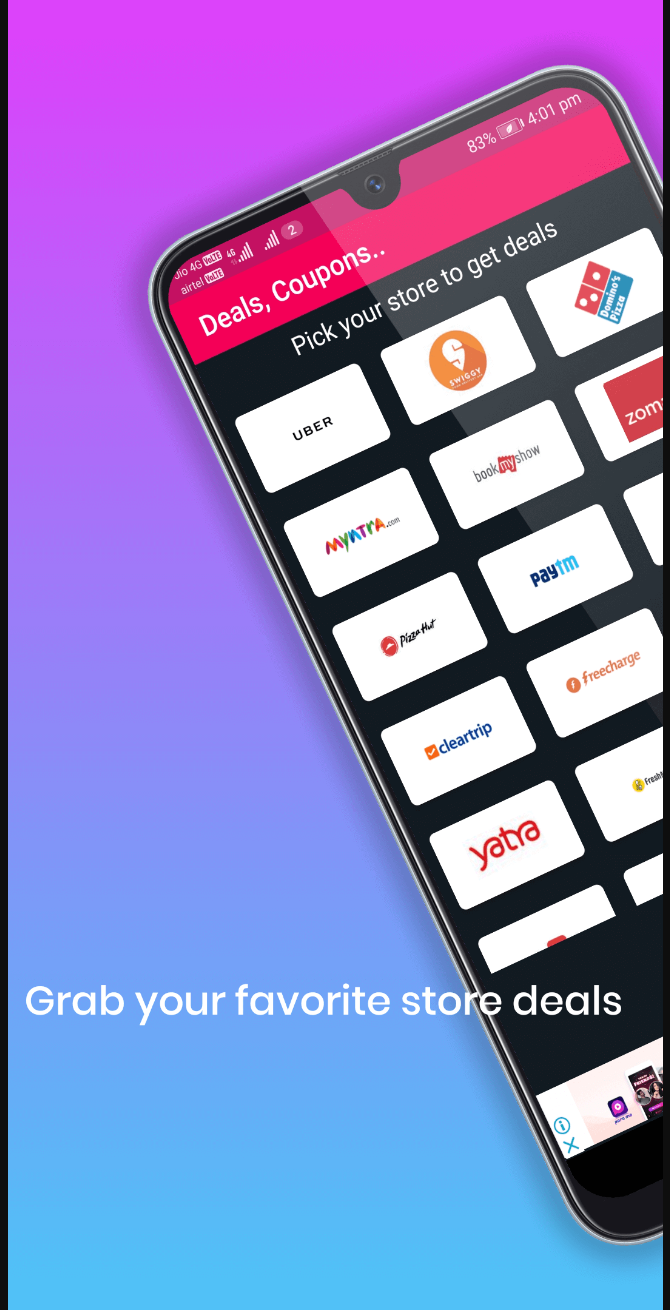 Jio 4G VoLTE 4G 2
airtel VoLTE
83% 4:01 pm
Deals, Coupons..
Pick your store to get deals
UBER
SWIGGY
Domino's
Pizza
myntra.com
book my show
zom
Pizza Hut
paytm
cleartrip
freecharge
yatra
Grab your favorite store deals